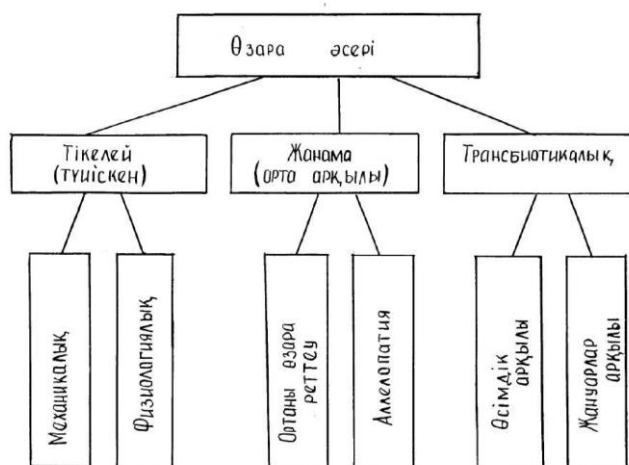 Өзара әсері
Тікелей
(түйіскен)
Жанама
(орта арқылы)
Трансбиотикалық
Механикалық
Физиологиялық
Ортаны өзара
реттеу
Аллелопатия
Өсімдік
арқылы
Жануарлар
арқылы